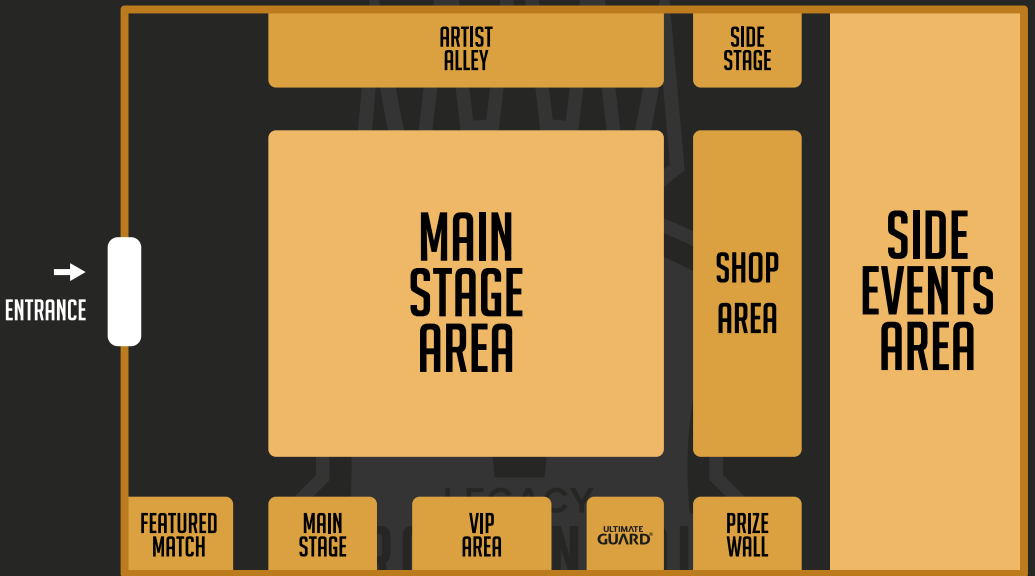 ARTIST
ALLEY
SIDE
STAGE
MAIN
STAGE
AREA
SHOP
AREA
SIDE
EVENTS
AREA
ENTRANCE
FEATURED
MATCH
MAIN
STAGE
VIP
AREA
ULTIMATE
GUARD®
PRIZE
WALL
LEGACY